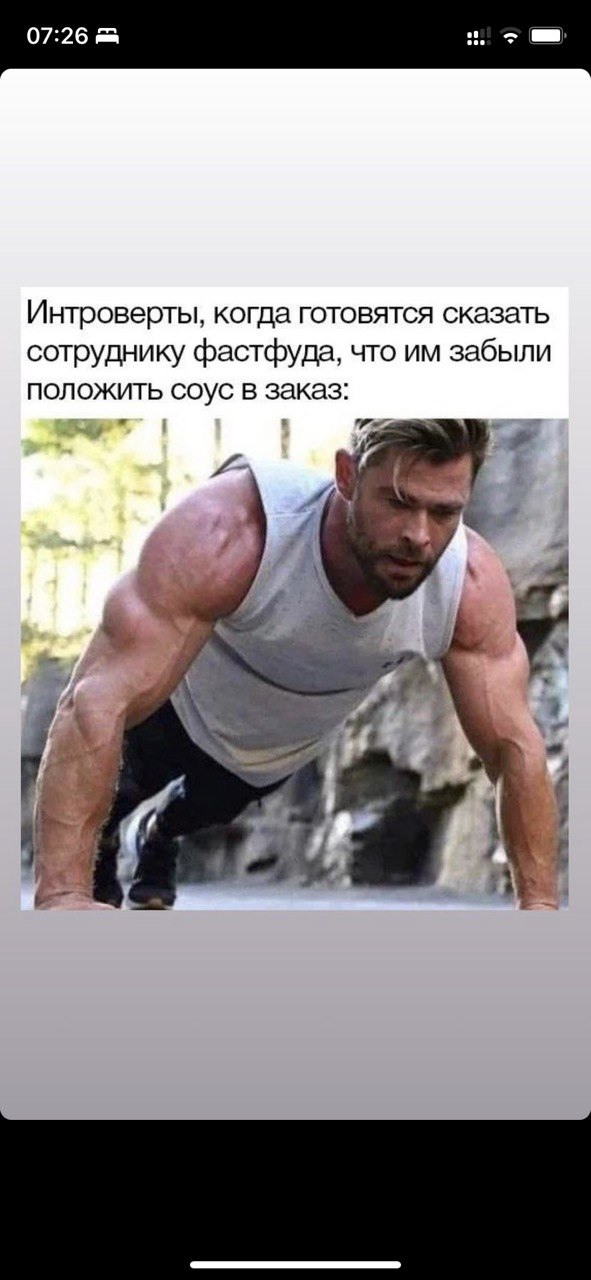 07:26
Интроверты, когда готовятся сказать
сотруднику фастфуда, что им забыли
положить соус в заказ: